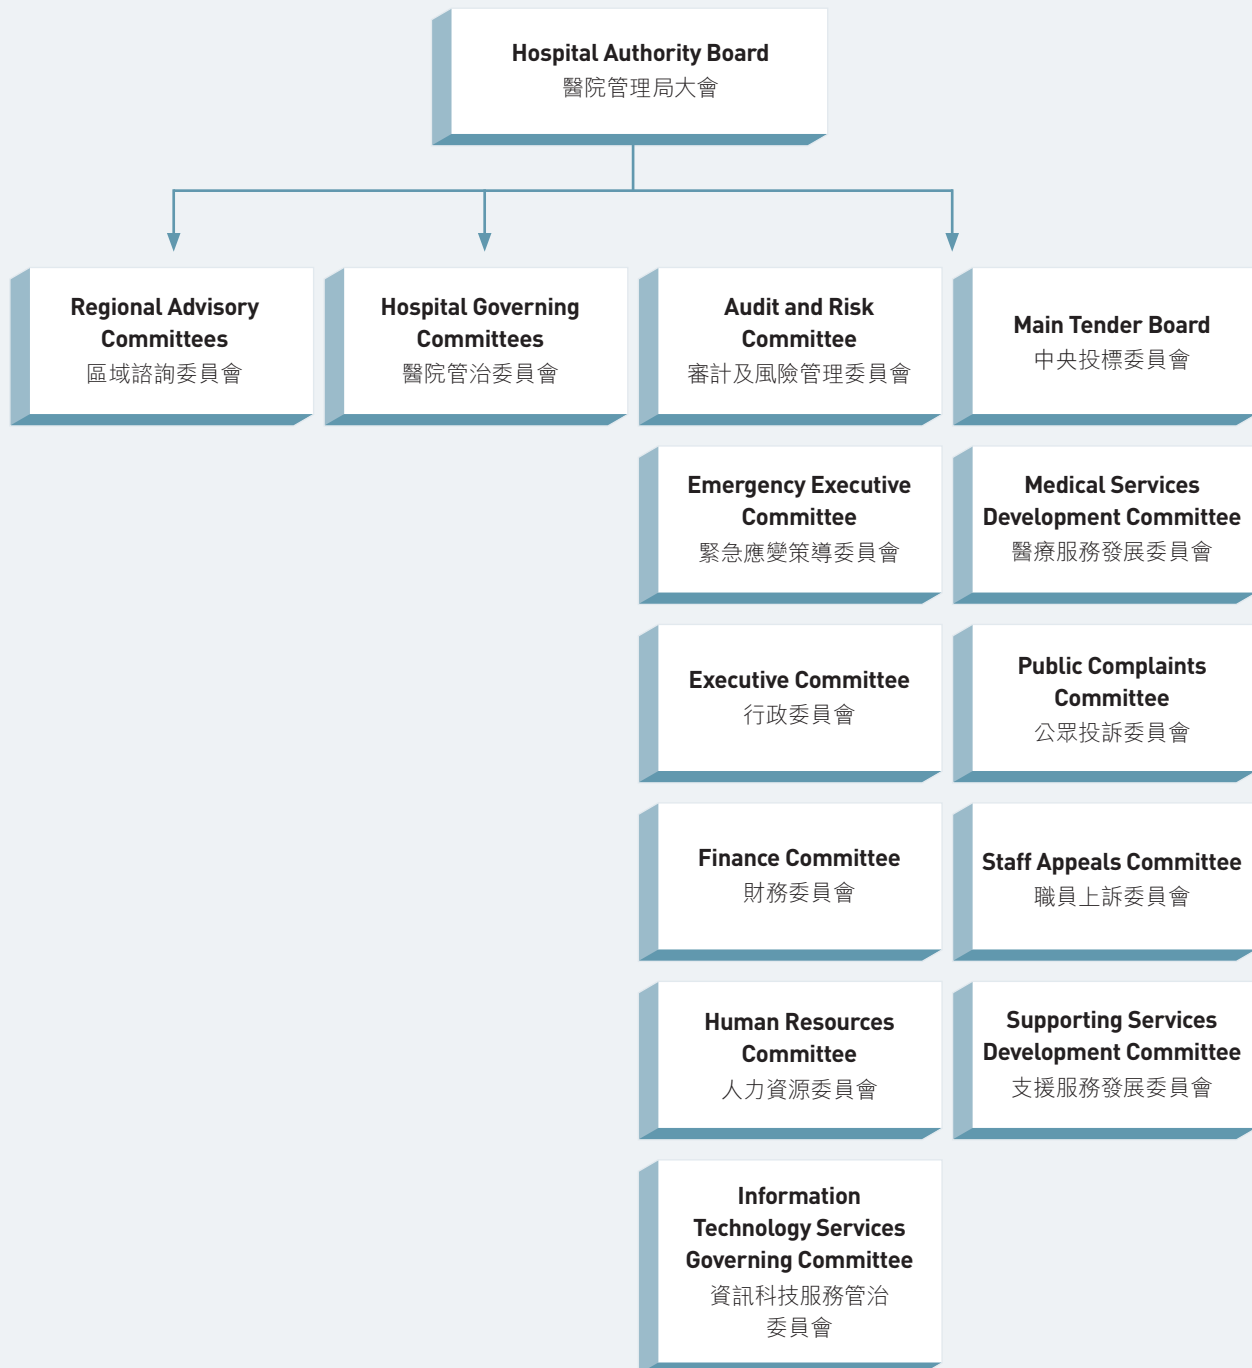 Hospital Authority Board
醫院管理局大會
Regional Advisory
Committees
區域諮詢委員會
Hospital Governing
Committees
醫院管治委員會
Audit and Risk
Committee
審計及風險管理委員會
Main Tender Board
中央投標委員會
Emergency Executive
Committee
緊急應變策導委員會
Medical Services
Development Committee
醫療服務發展委員會
Executive Committee
行政委員會
Public Complaints
Committee
公眾投訴委員會
Finance Committee
財務委員會
Staff Appeals Committee
職員上訴委員會
Human Resources
Committee
人力資源委員會
Supporting Services
Development Committee
支援服務發展委員會
Information
Technology Services
Governing Committee
資訊科技服務管治
委員會